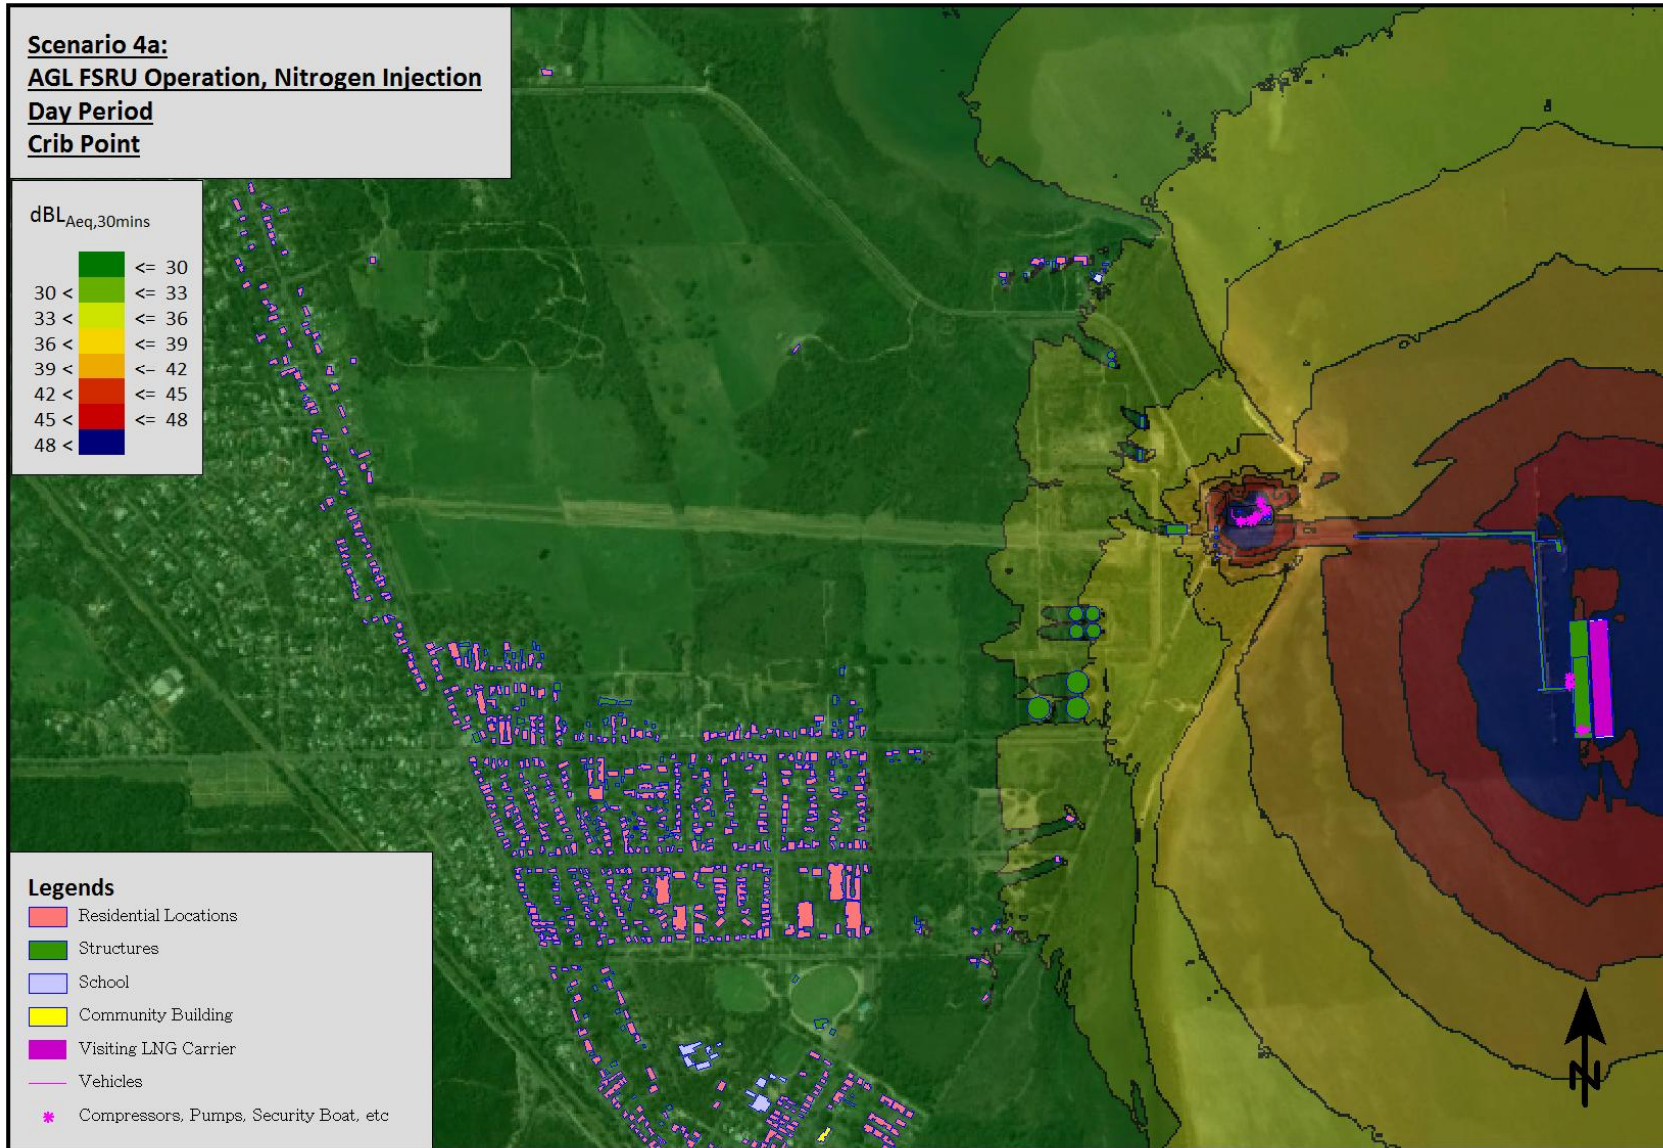 Scenario 4a:
AGL FSRU Operation, Nitrogen Injection
Day Period
Crib Point
dBLAeq,30mins
<= 30
30 < <= 33
33 < <= 36
36 < <= 39
39 < <= 42
42 < <= 45
45 < <= 48
48 <
Legends
Residential Locations
Structures
School
Community Building
Visiting LNG Carrier
Vehicles
Compressors, Pumps, Security Boat, etc
N